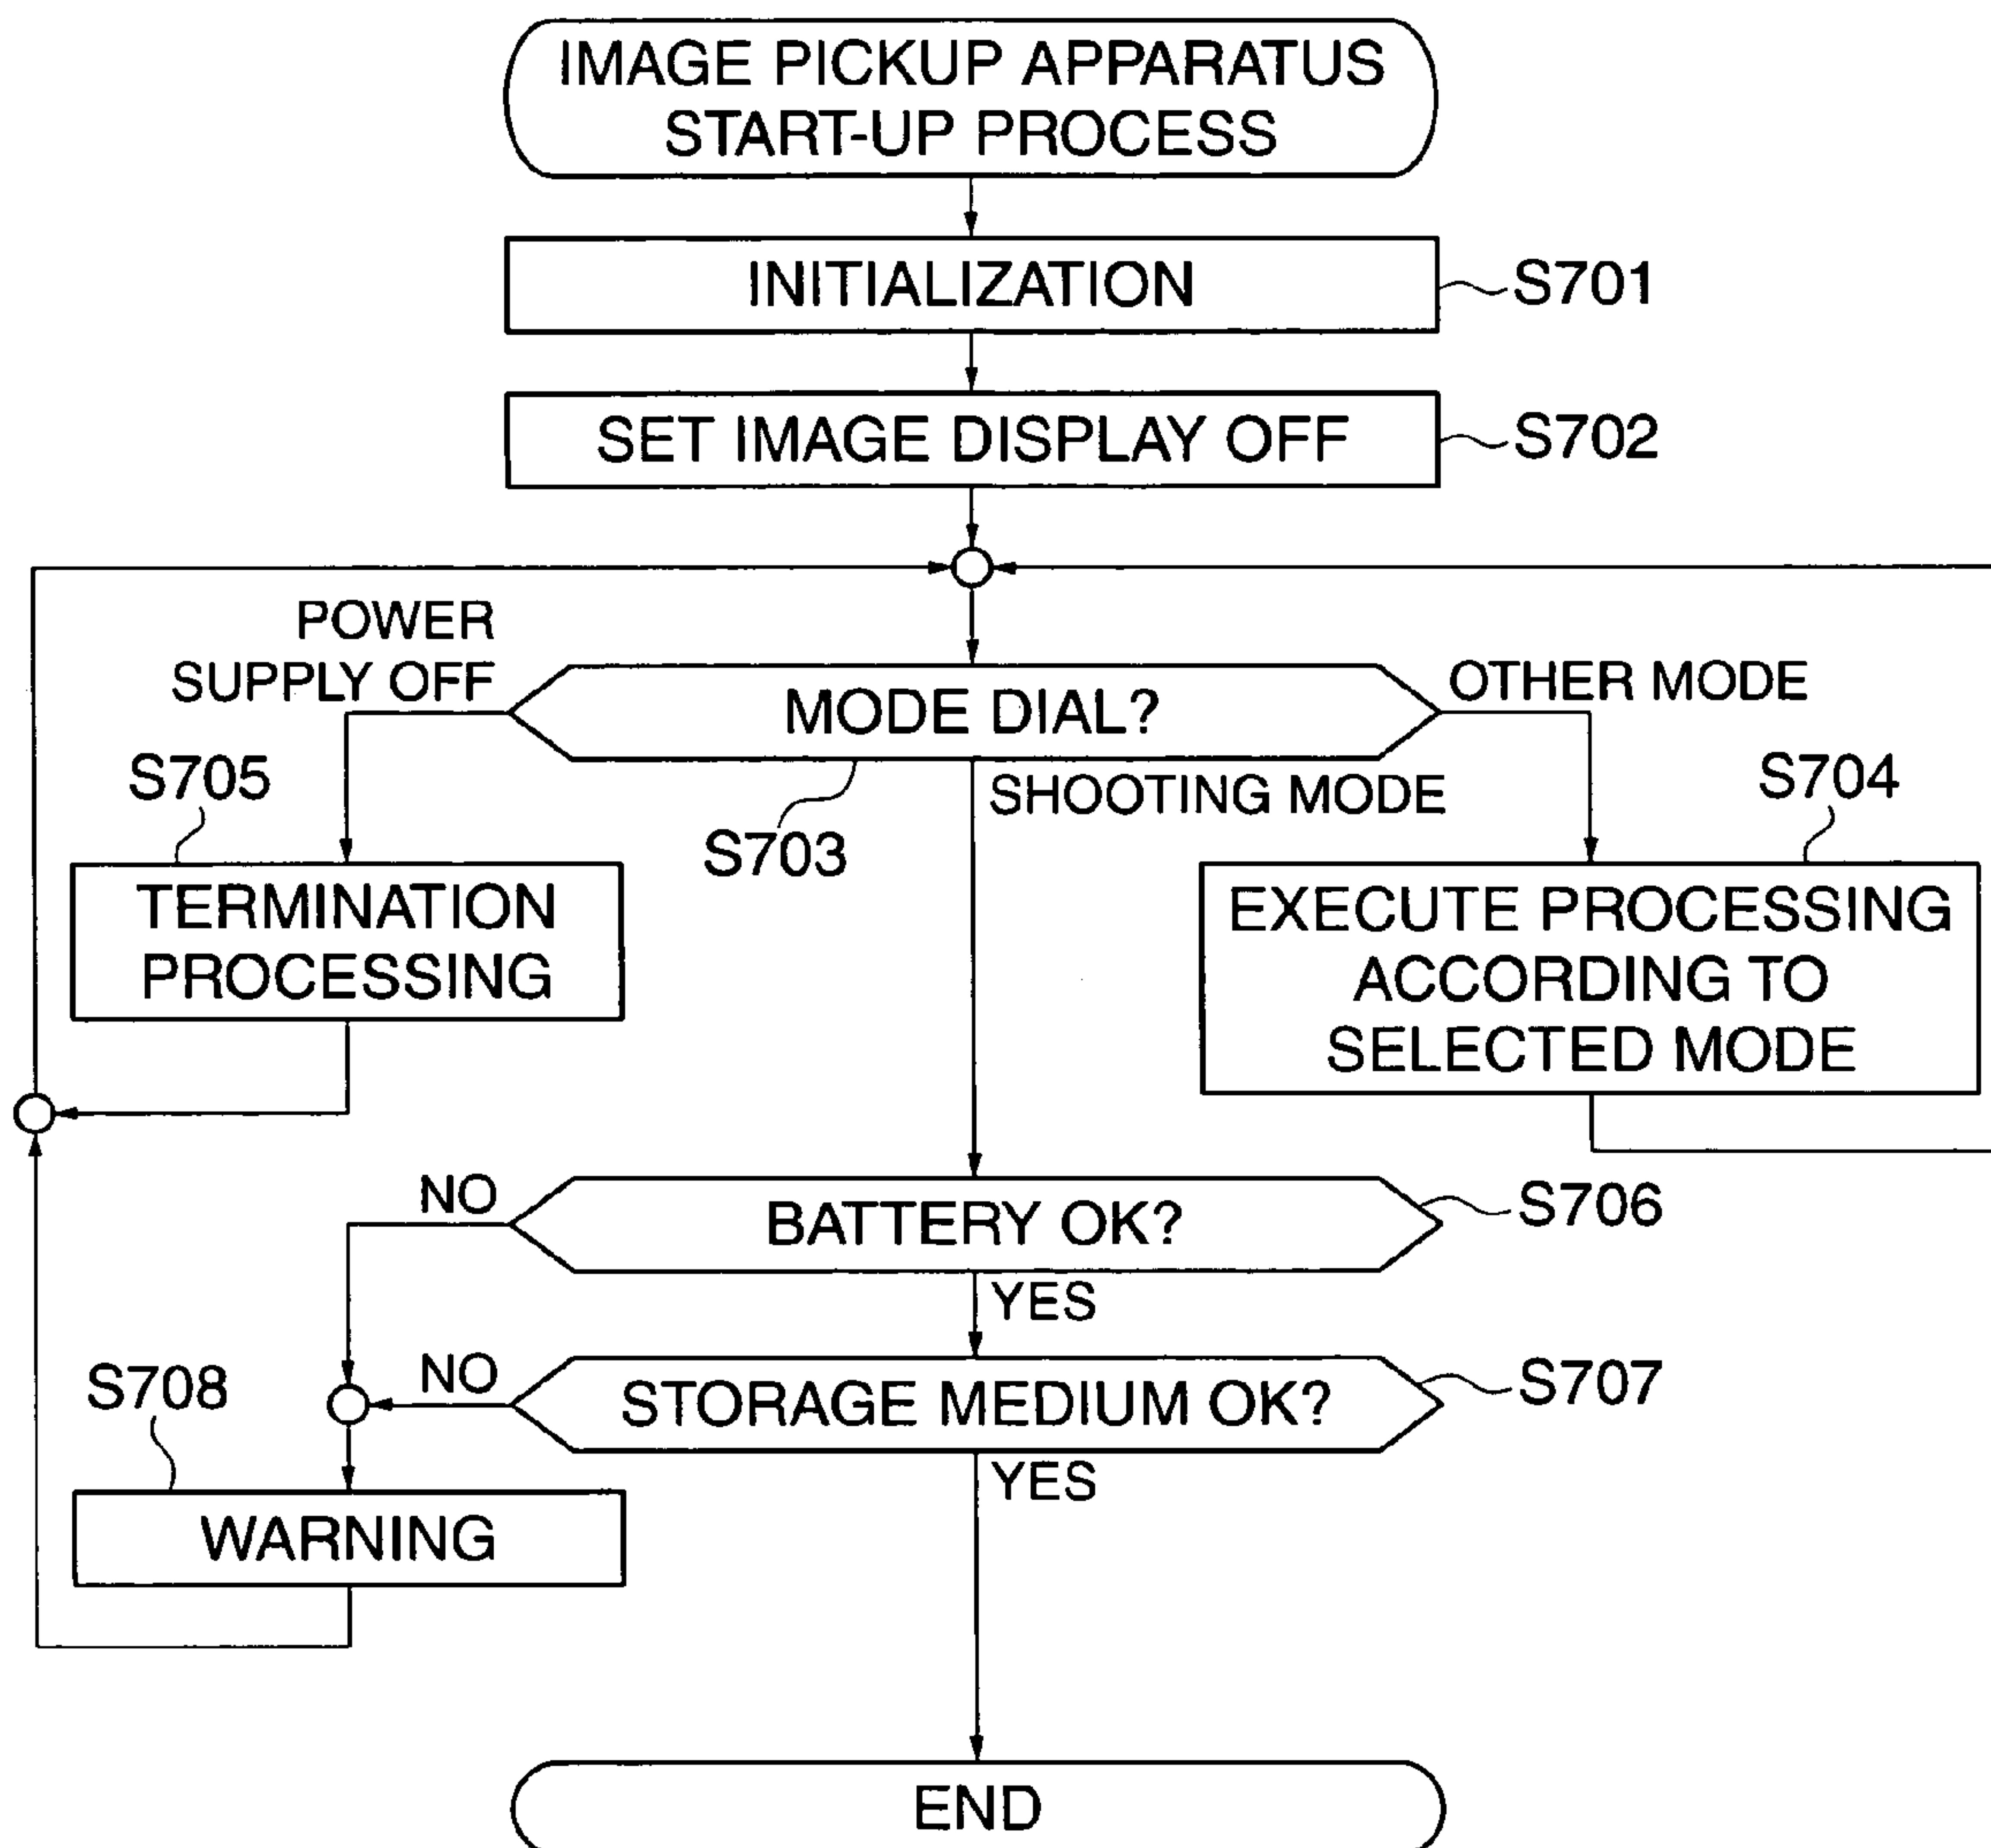 IMAGE PICKUP APPARATUS
START-UP PROCESS
INITIALIZATION
S701
SET IMAGE DISPLAY OFF
S702
POWER
SUPPLY OFF
MODE DIAL?
OTHER MODE
S705
SHOOTING MODE
S704
S703
TERMINATION
PROCESSING
EXECUTE PROCESSING
ACCORDING TO
SELECTED MODE
NO
BATTERY OK?
S706
YES
S708
NO
STORAGE MEDIUM OK?
S707
YES
WARNING
END